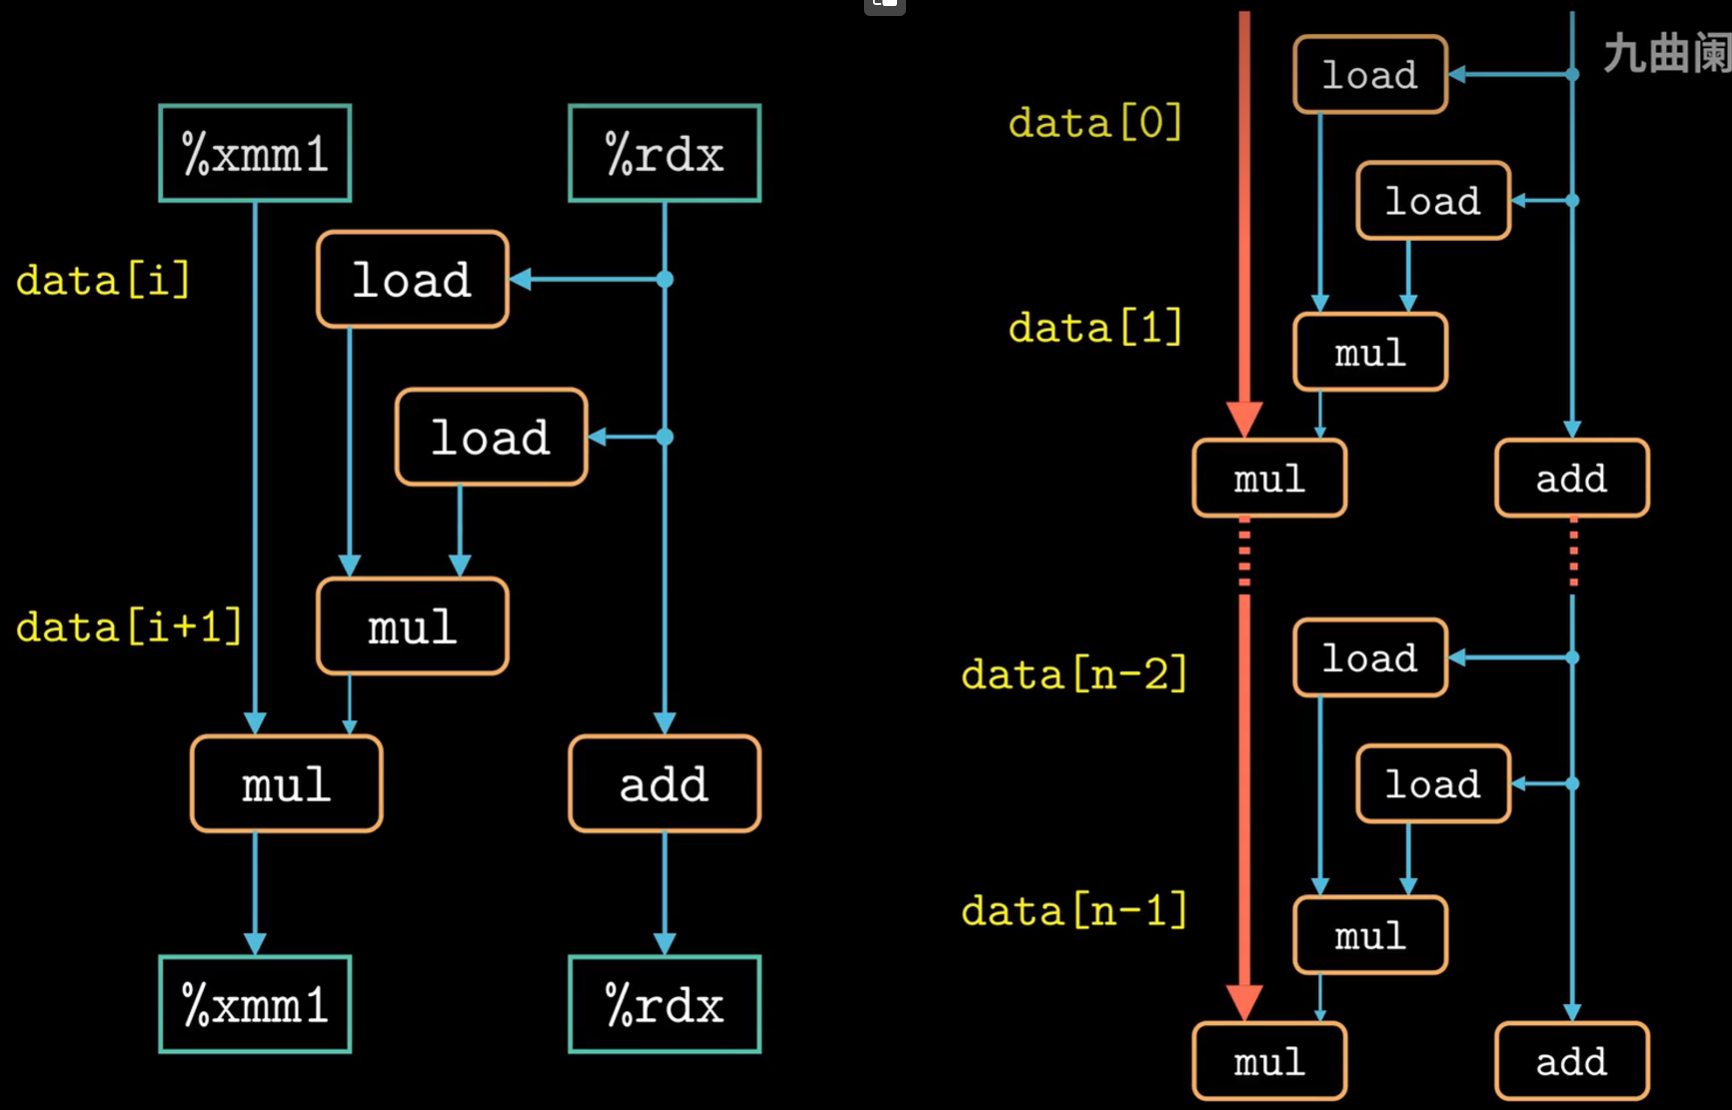 %xmm1
%rdx
data[i]
load
load
data[i+1]
mul
mul
add
%xmm1
%rdx
九曲阑
load
data[0]
load
data[1]
mul
mul
add
load
data[n-2]
load
data[n-1]
mul
mul
add